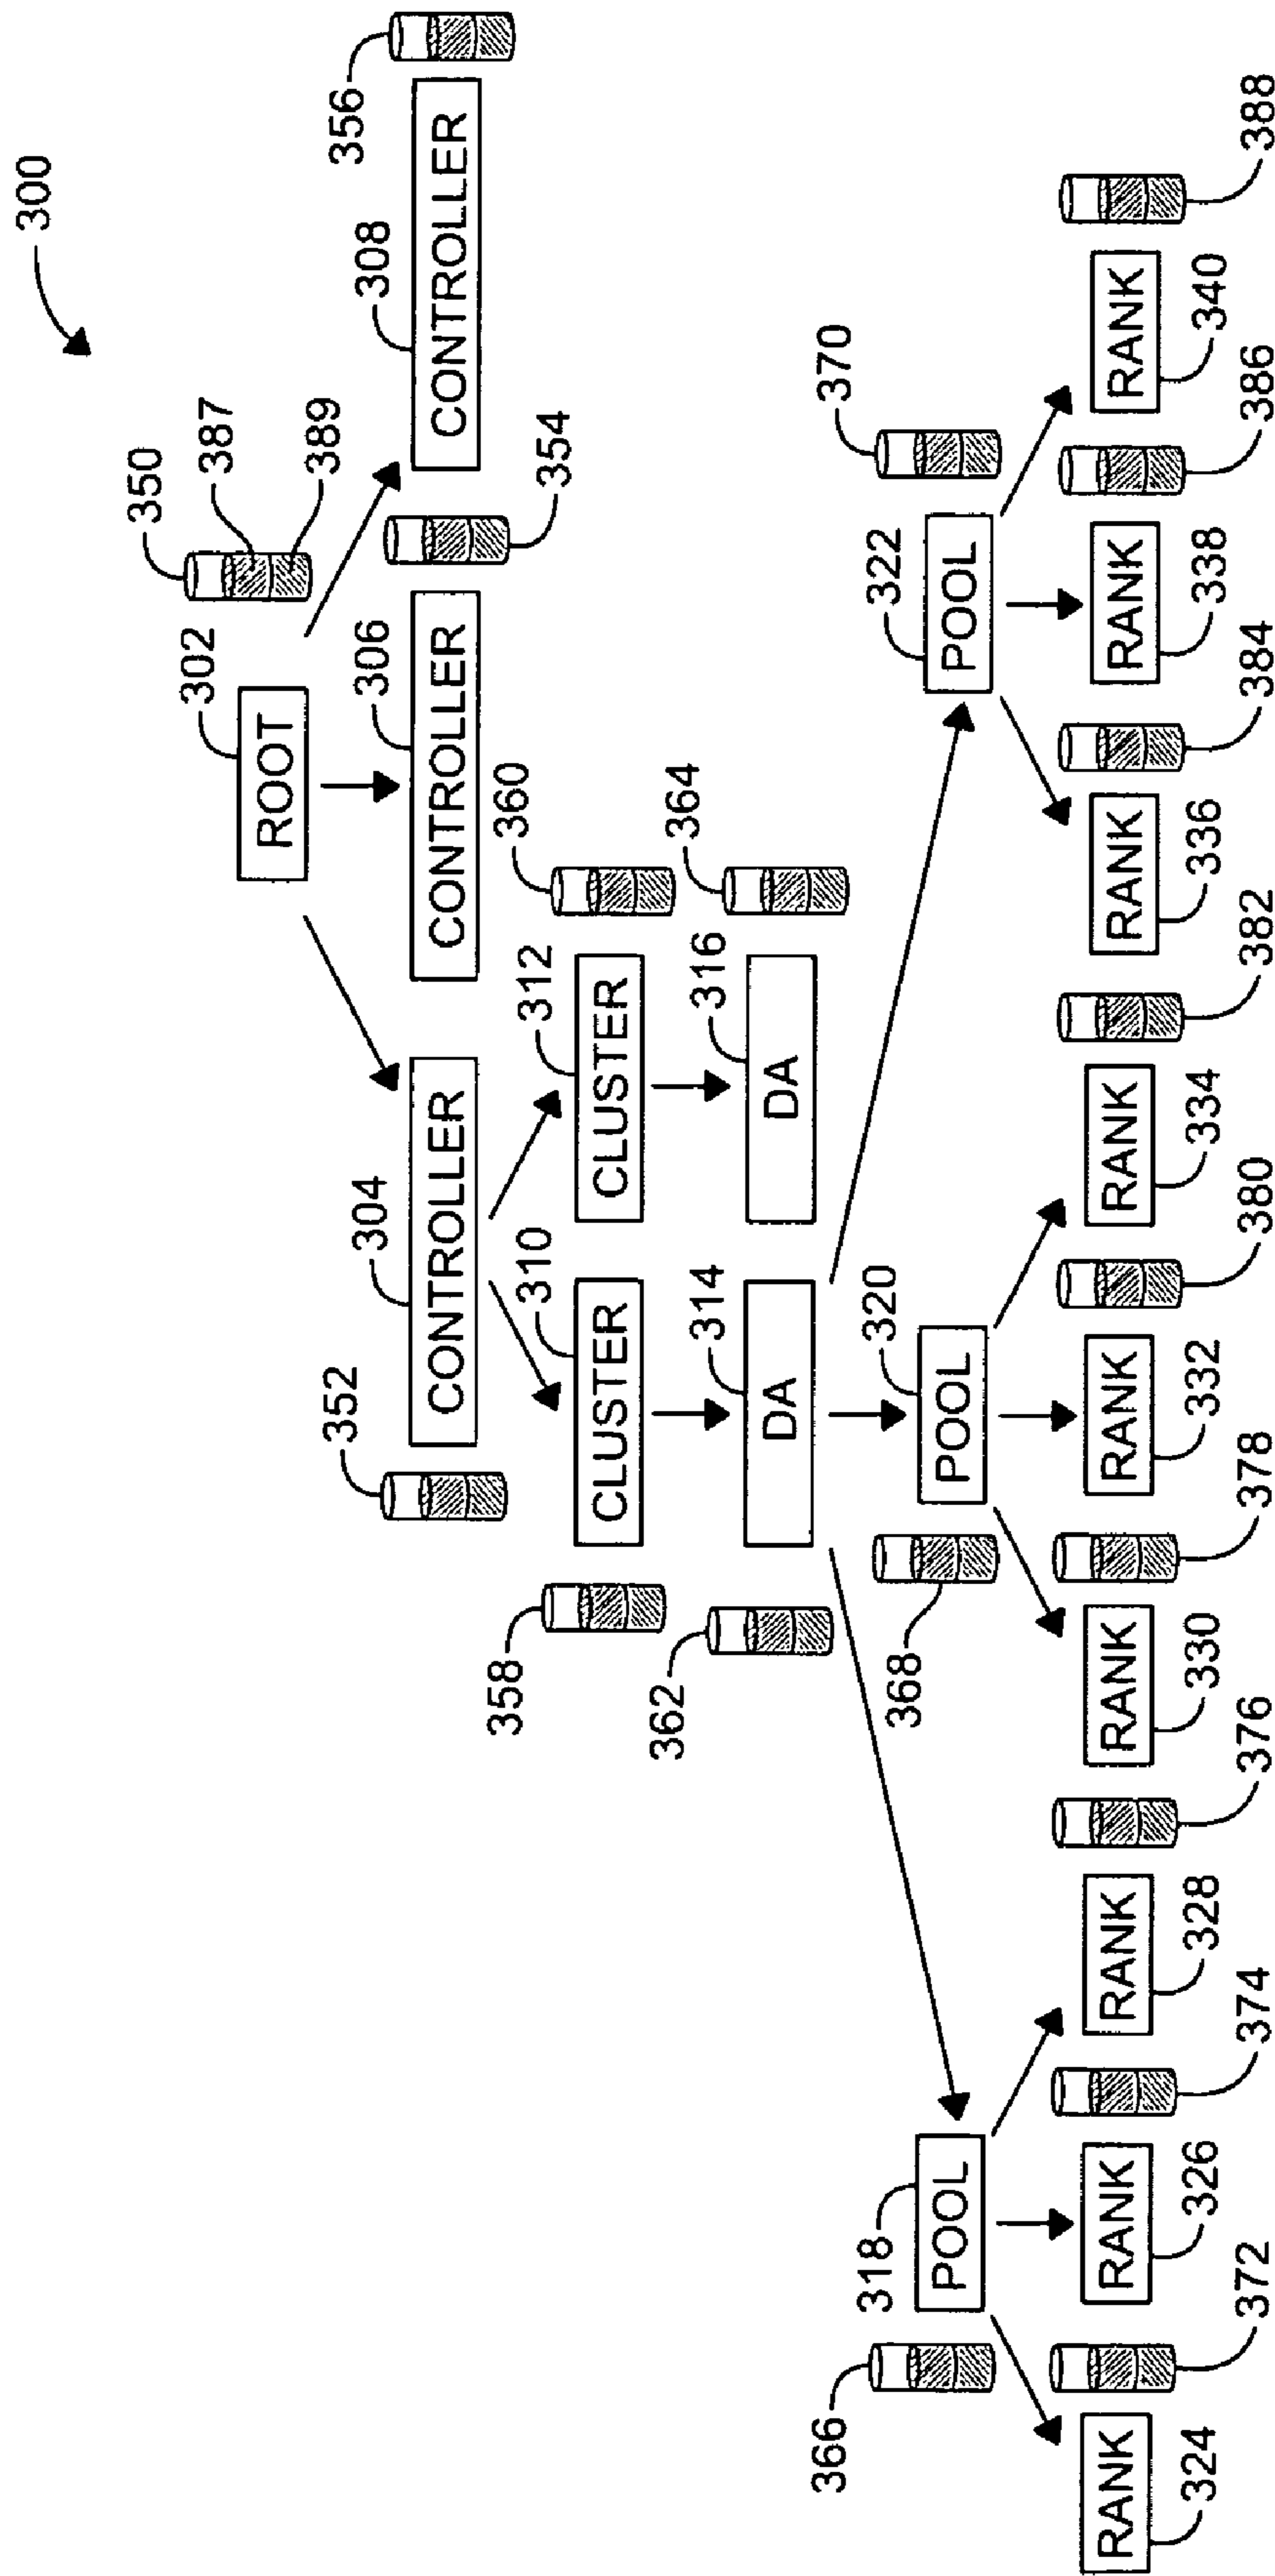 300
350
387
389
302
ROOT
356
352
304
CONTROLLER
306
CONTROLLER
354
308
CONTROLLER
358
310
CLUSTER
312
CLUSTER
360
362
314
DA
316
DA
364
366
318
POOL
368
320
POOL
322
POOL
370
RANK
RANK
RANK
RANK
RANK
RANK
RANK
RANK
RANK
324
326
328
330
332
334
336
338
340
372
374
376
378
380
382
384
386
388